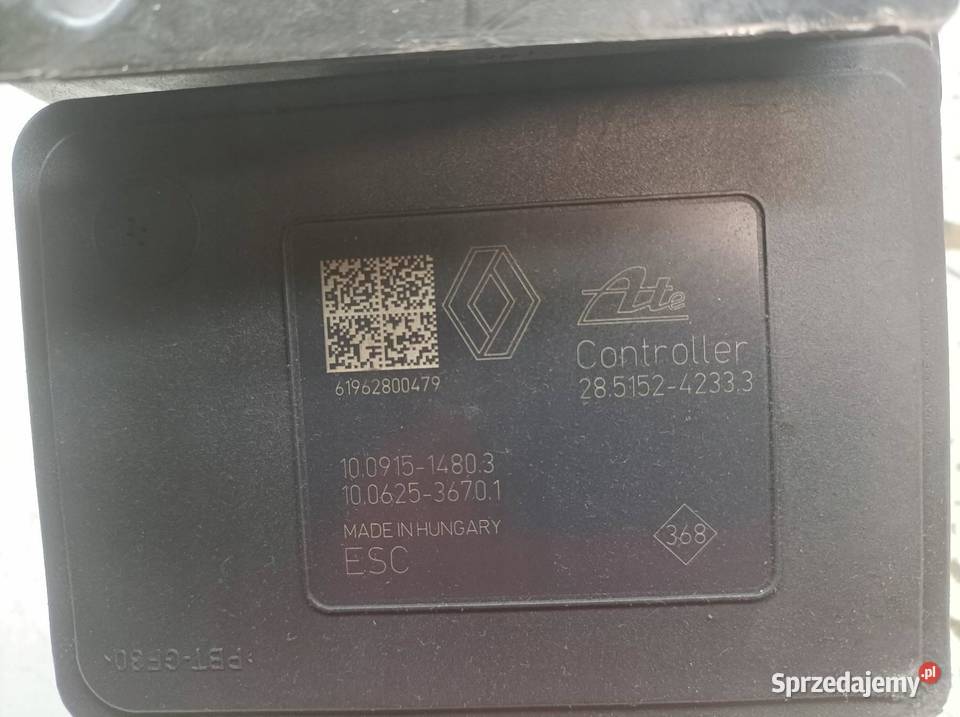 Ate
Controller
28.5152-4233.3
61962800479
10.0915-1480.3
10.0625-3670.1
MADE IN HUNGARY
ESC
368
>PBT-GF30<
Sprzedajemy.pl